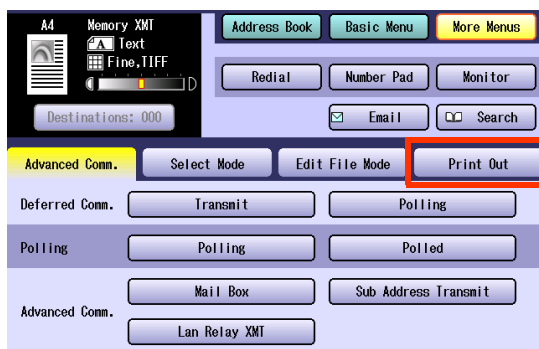 A4 Memory XMT
A Text
Fine,TIFF
D
Destinations: 000
Address Book Basic Menu More Menus
Redial Number Pad Monitor
Email Search
Advanced Comm. Select Mode Edit File Mode Print Out
Deferred Comm. Transmit Polling
Polling Polling Polled
Advanced Comm. Mail Box Sub Address Transmit
Lan Relay XMT